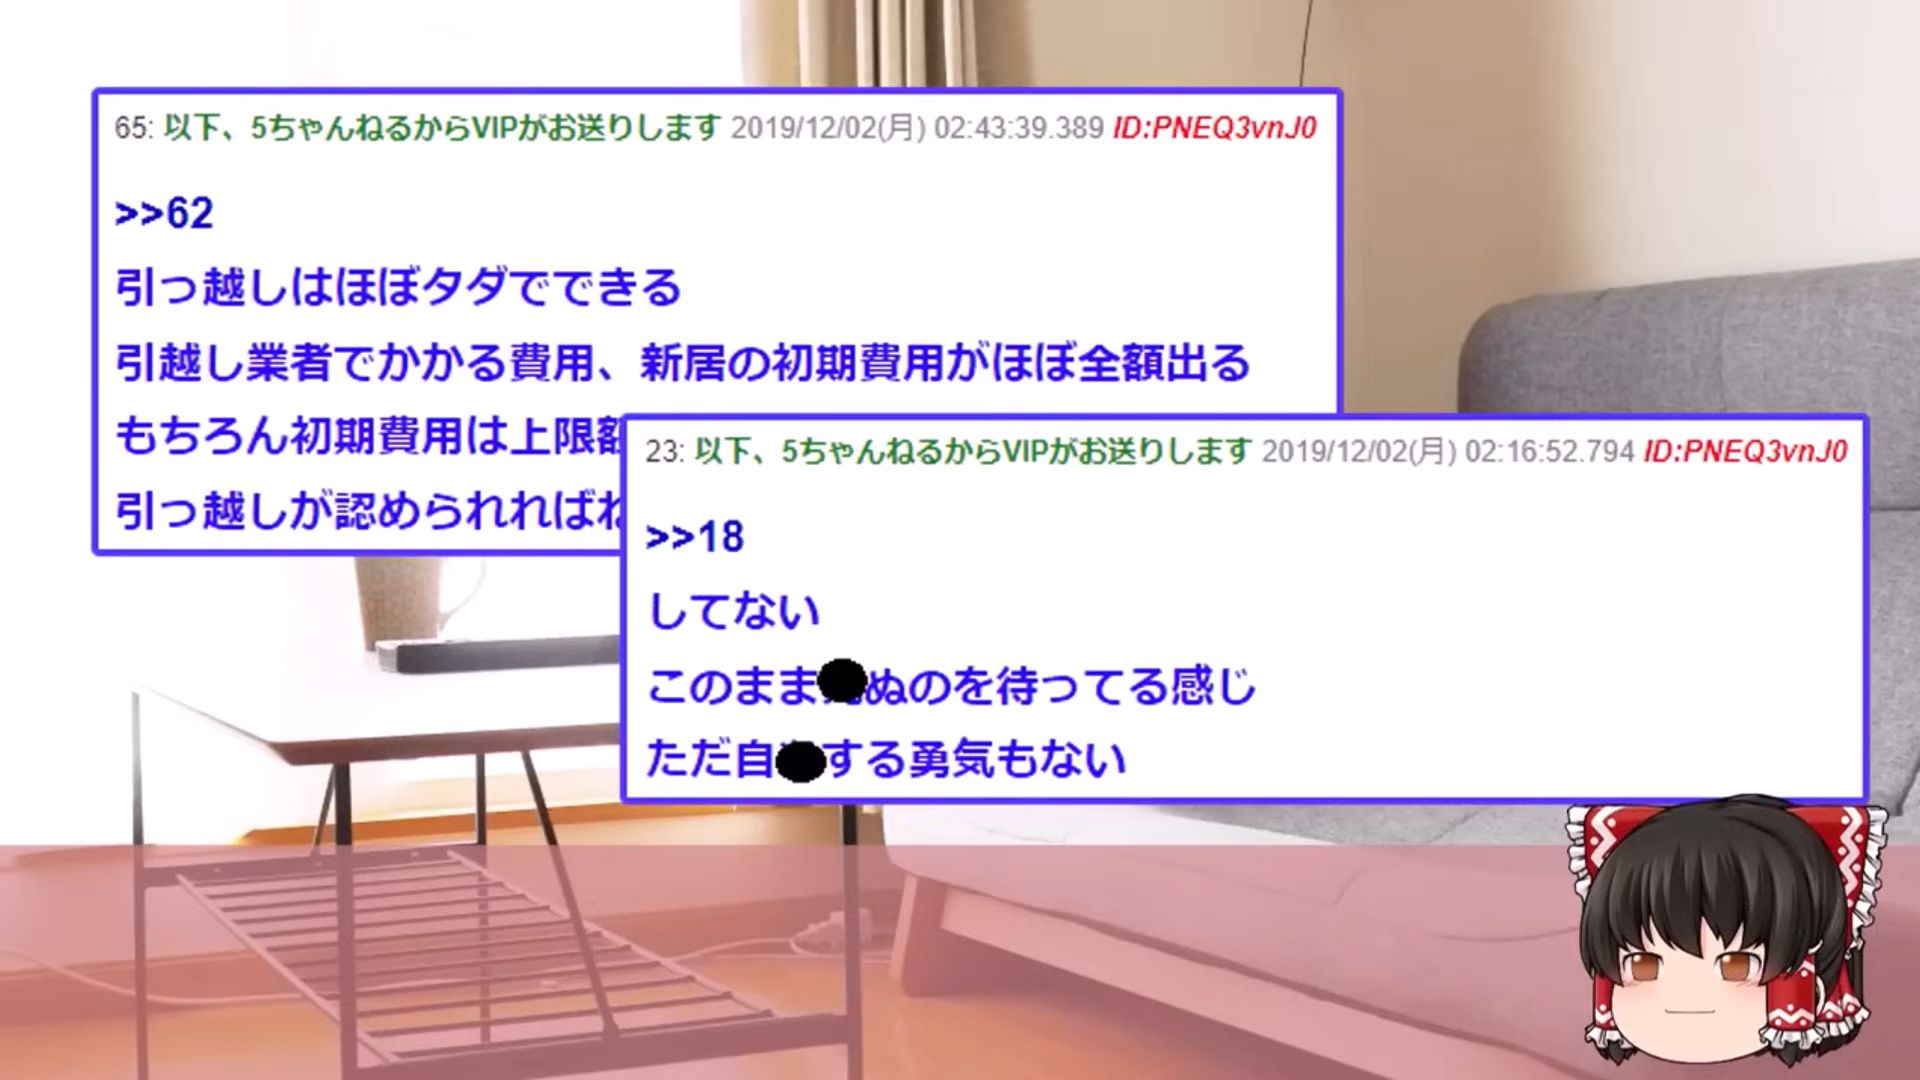 65: 以下、5ちゃんねるからVIPがお送りします 2019/12/02(月) 02:43:39.389 ID:PNEQ3vnJ0
>>62
引っ越しはほぼタダでできる
引越し業者でかかる費用、新居の初期費用がほぼ全額出る
もちろん初期費用は上限額
引っ越しが認められればね
23: 以下、5ちゃんねるからVIPがお送りします 2019/12/02(月) 02:16:52.794 ID:PNEQ3vnJ0
>>18
してない
このまま●ぬのを待ってる感じ
ただ自●する勇気もない